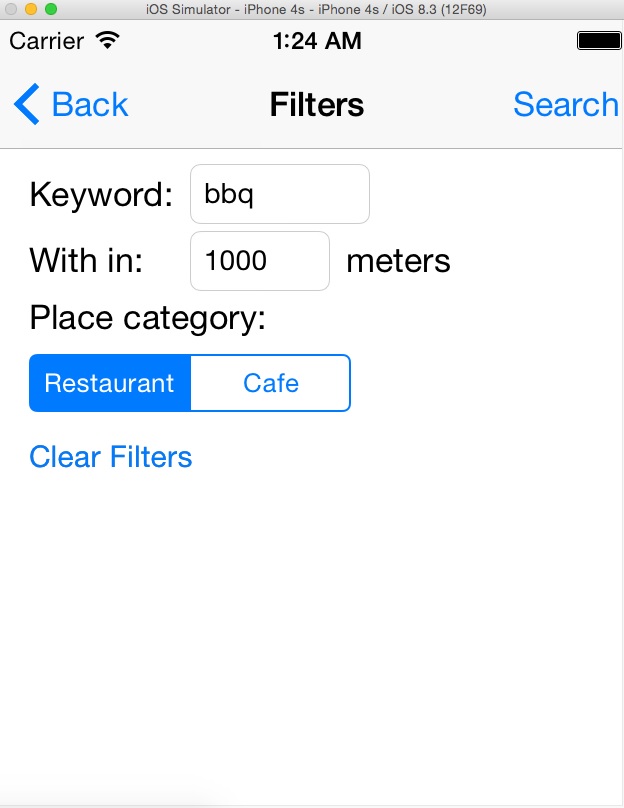 iOS Simulator - iPhone 4s - iPhone 4s / iOS 8.3 (12F69)
Carrier 1:24 AM
Back Filters Search
Keyword: bbq
With in: 1000 meters
Place category:
Restaurant Cafe
Clear Filters